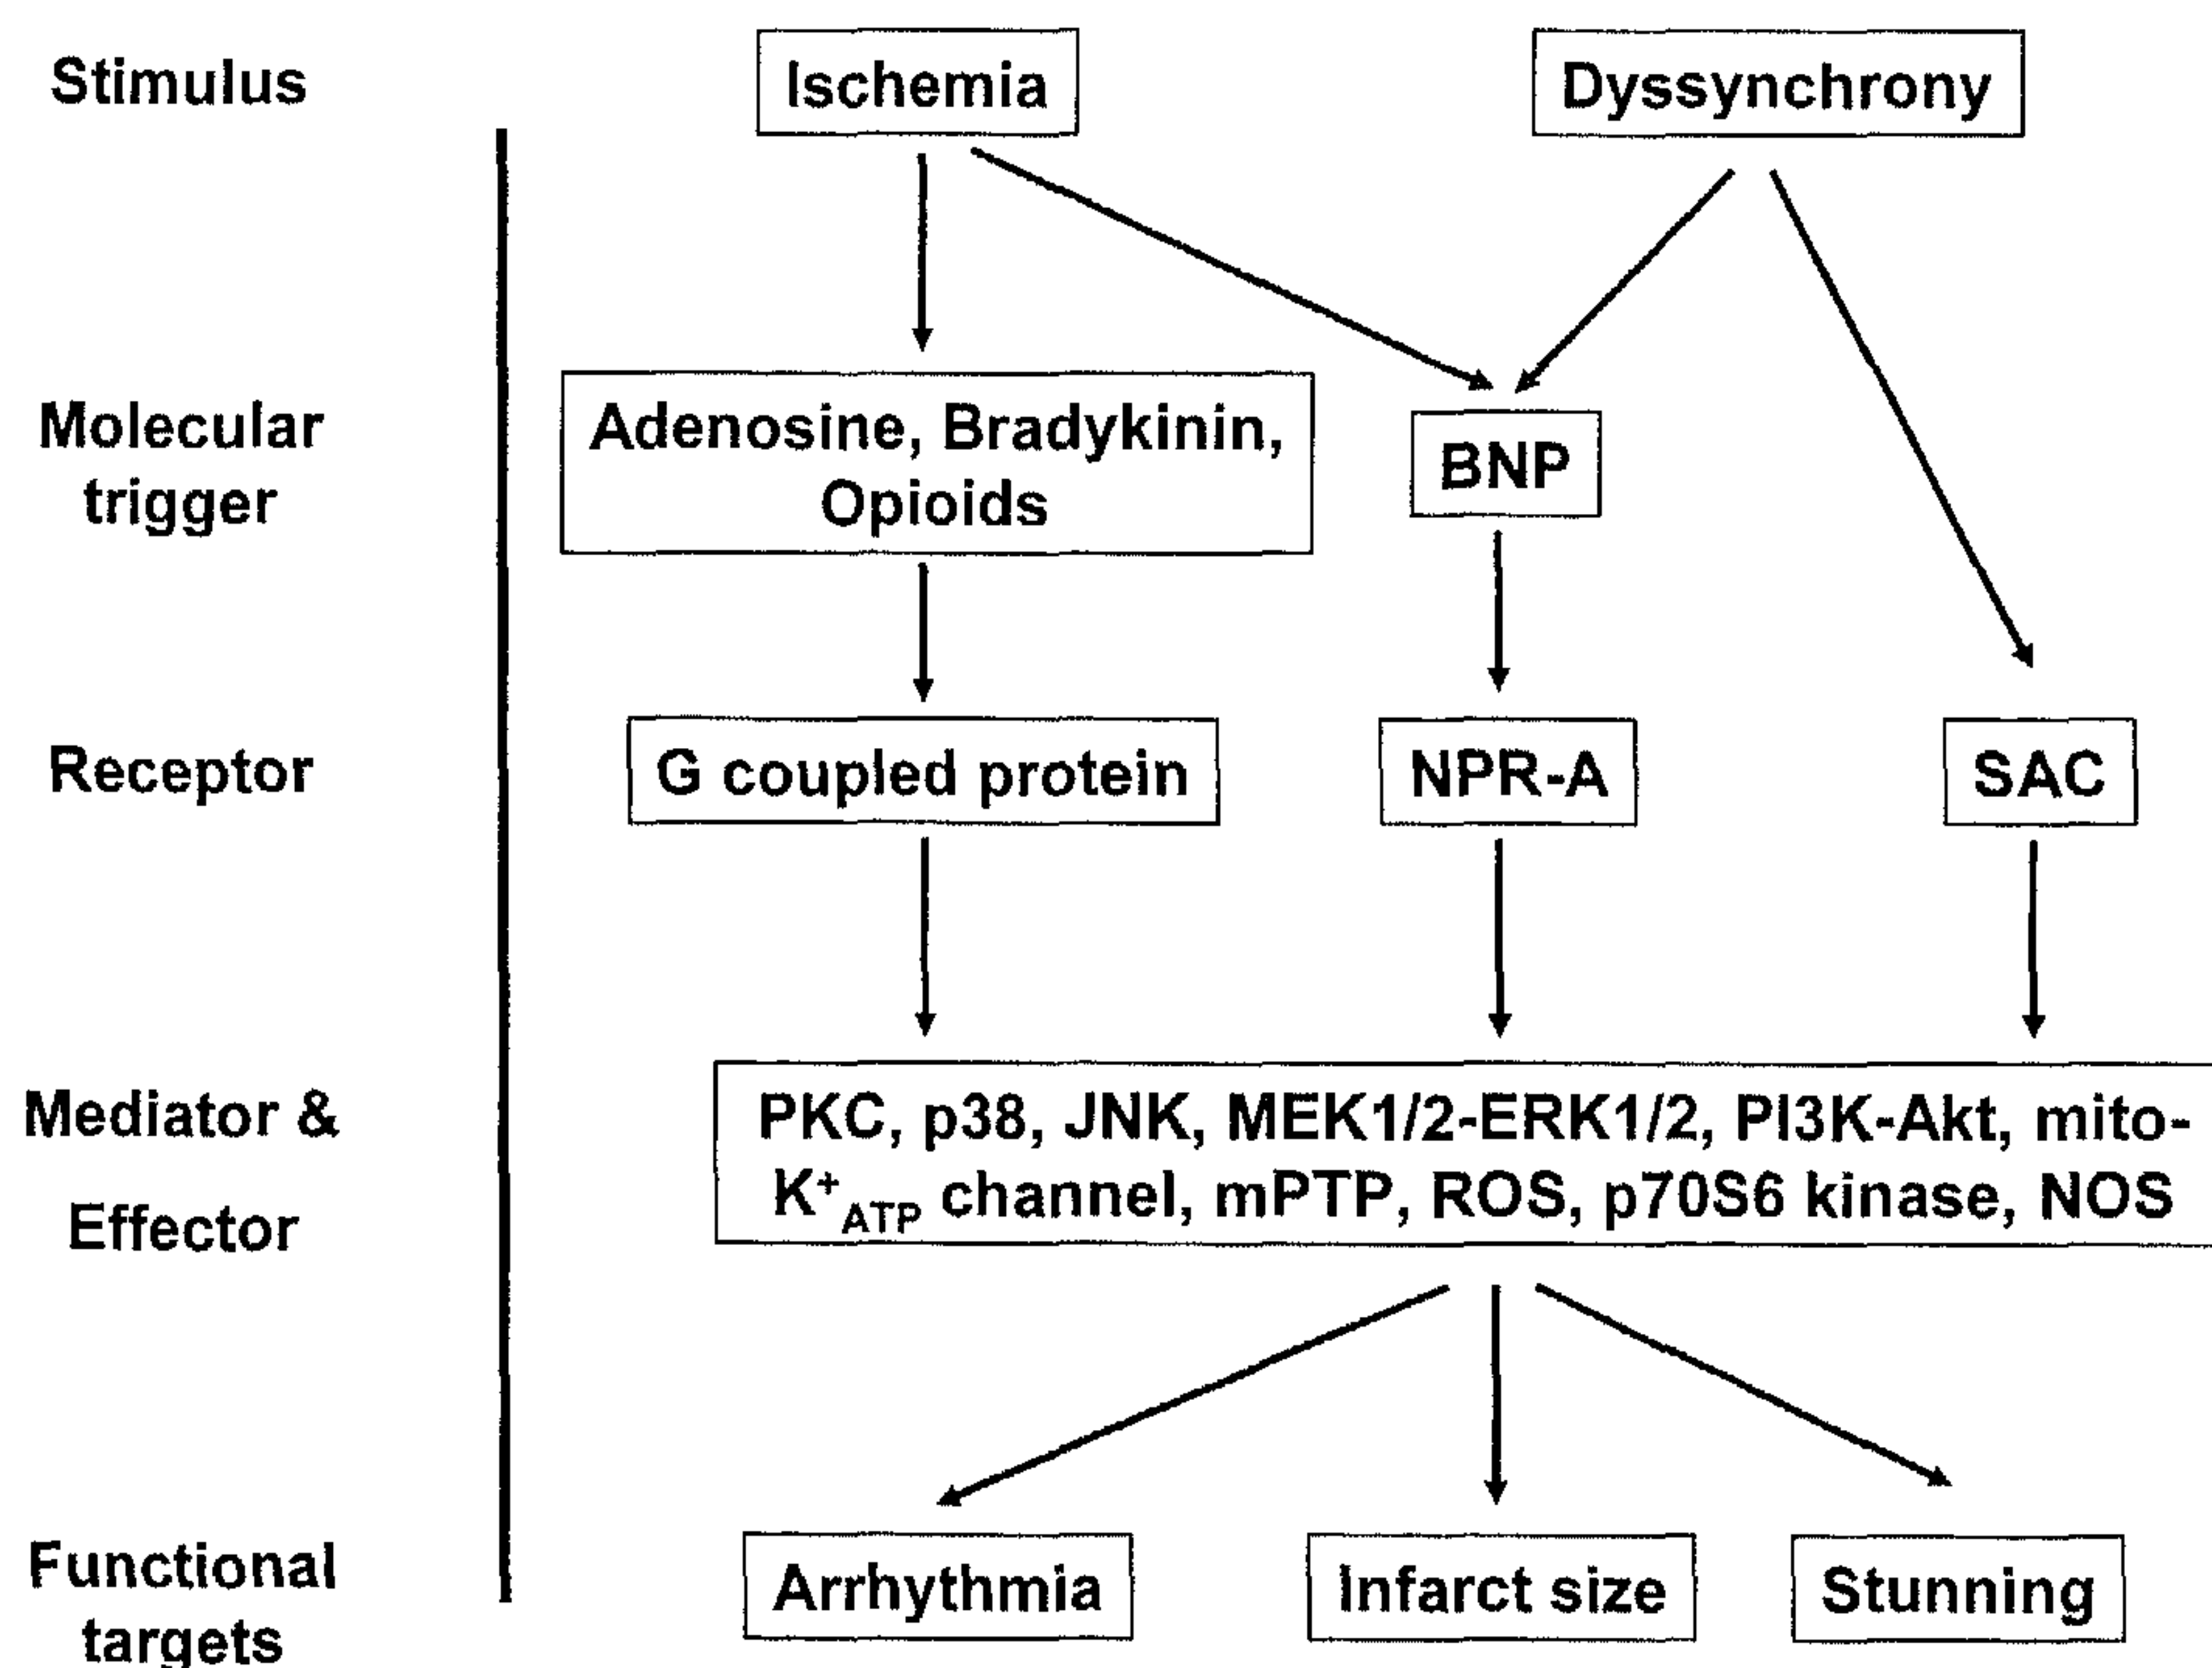 Stimulus
Ischemia
Dyssynchrony
Molecular
trigger
Adenosine, Bradykinin,
Opioids
BNP
Receptor
G coupled protein
NPR-A
SAC
Mediator &
Effector
PKC, p38, JNK, MEK1/2-ERK1/2, PI3K-Akt, mito-
K⁺ATP channel, mPTP, ROS, p70S6 kinase, NOS
Functional
targets
Arrhythmia
Infarct size
Stunning